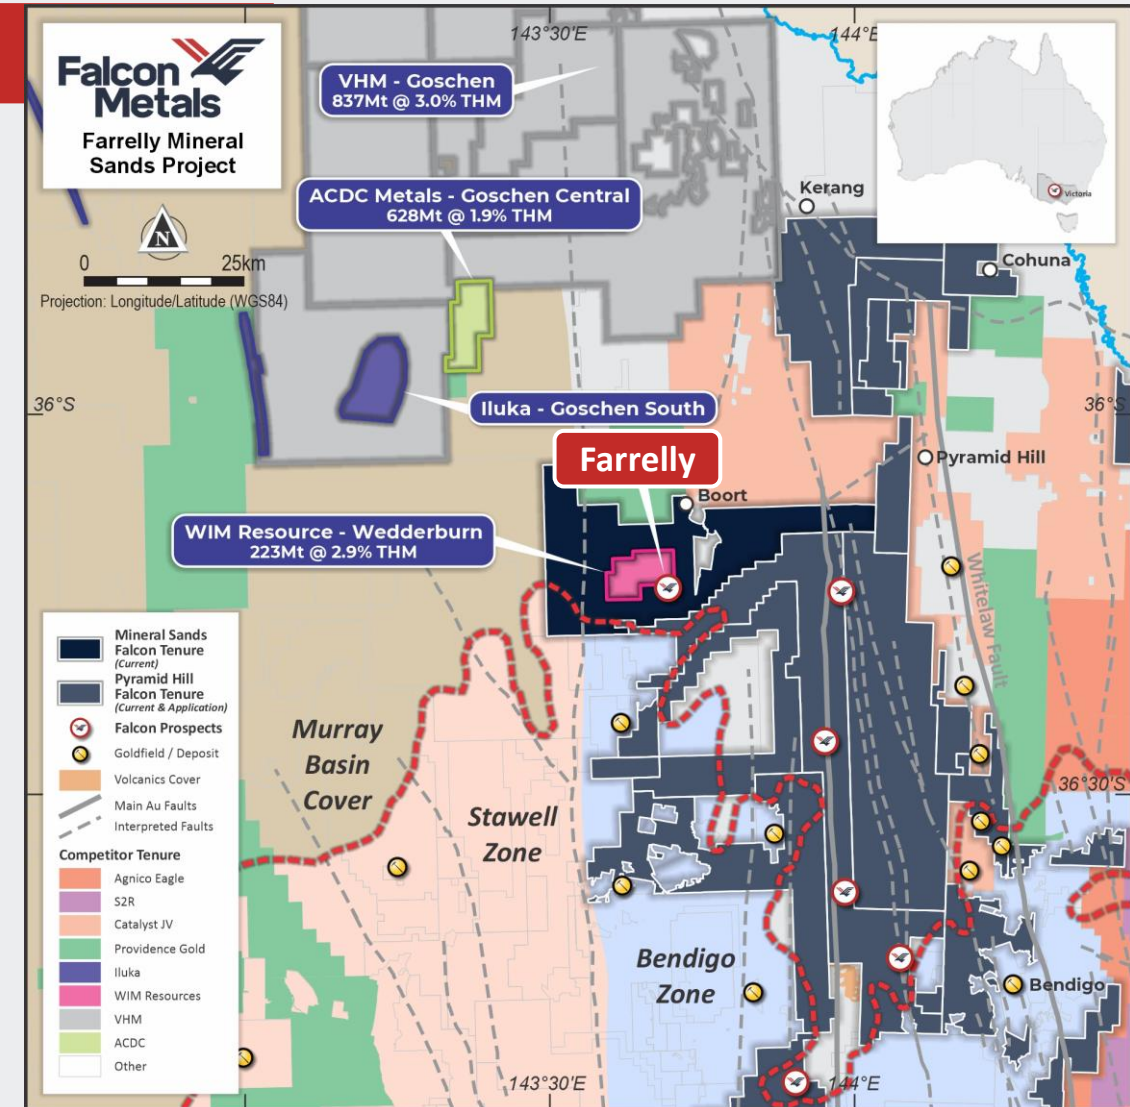 Falcon
Metals
Farrelly Mineral
Sands Project
N
0 25km
Projection: Longitude/Latitude (WGS84)
143°30'E
144°E
VHM - Goschen
837Mt @ 3.0% THM
ACDC Metals - Goschen Central
628Mt @ 1.9% THM
Victoria
Kerang
Cohuna
36°S
36°S
Iluka - Goschen South
Farrelly
Pyramid Hill
Boort
WIM Resource - Wedderburn
223Mt @ 2.9% THM
Whitelaw Fault
Mineral Sands
Falcon Tenure
(Current)
Pyramid Hill
Falcon Tenure
(Current & Application)
Falcon Prospects
Goldfield / Deposit
Volcanics Cover
Main Au Faults
Interpreted Faults
Competitor Tenure
Agnico Eagle
S2R
Catalyst JV
Providence Gold
Iluka
WIM Resources
VHM
ACDC
Other
Murray
Basin
Cover
Stawell
Zone
36°30'S
Bendigo
Zone
Bendigo
143°30'E
144°E